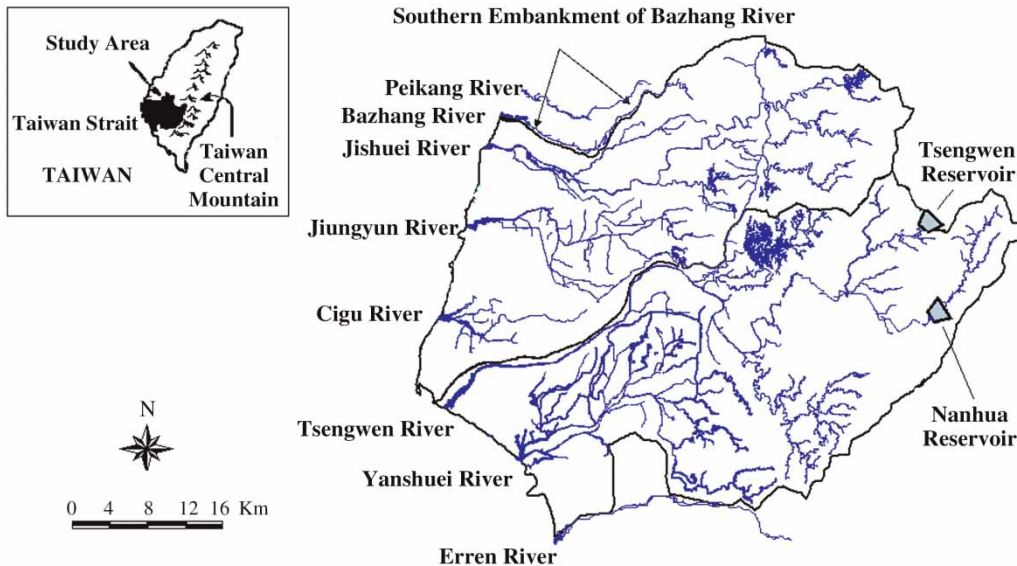 Southern Embankment of Bazhang River
Study Area
Taiwan Strait
TAIWAN
Taiwan
Central
Mountain
Peikang River
Bazhang River
Jishuei River
Jiungyun River
Cigu River
Tsengwen River
Yanshuei River
Erren River
Tsengwen
Reservoir
Nanhua
Reservoir
N
0 4 8 12 16 Km